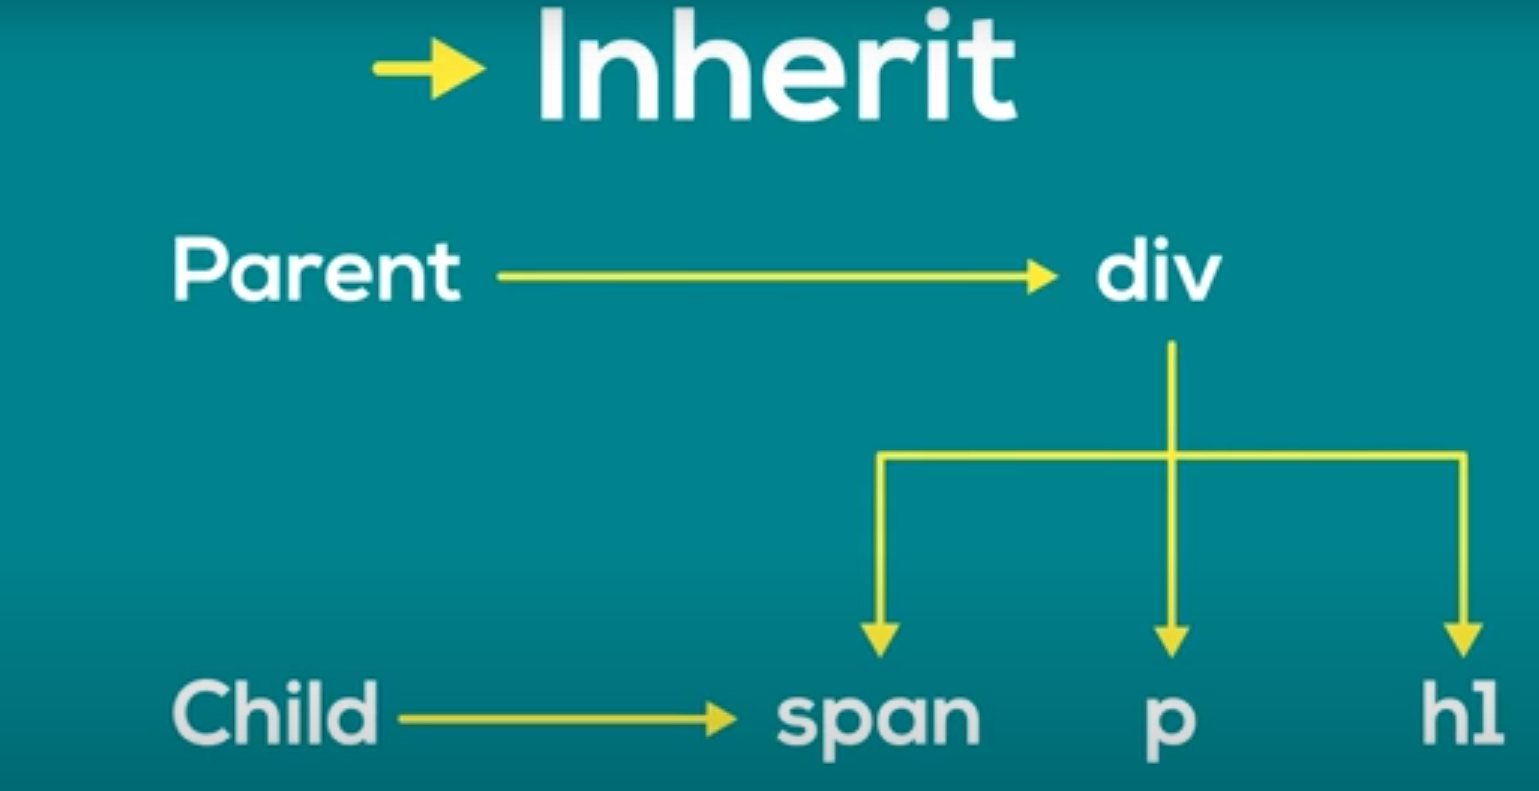 Inherit
Parent div
Child span p h1